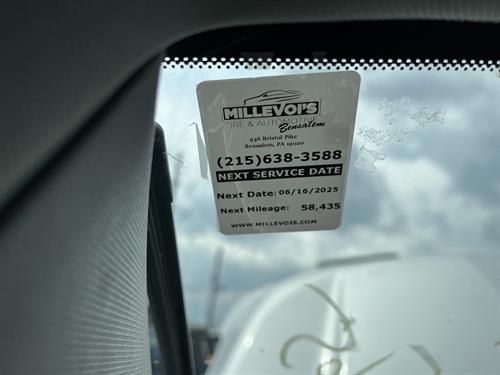 MILLEVOI'S
TIRE & AUTOMOTIVE
Bensalem
936 Bristol Pike
Bensalem, PA 19020
(215)638-3588
NEXT SERVICE DATE
Next Date: 06/16/2025
Next Mileage: 58,435
WWW.MILLEVOIS.COM